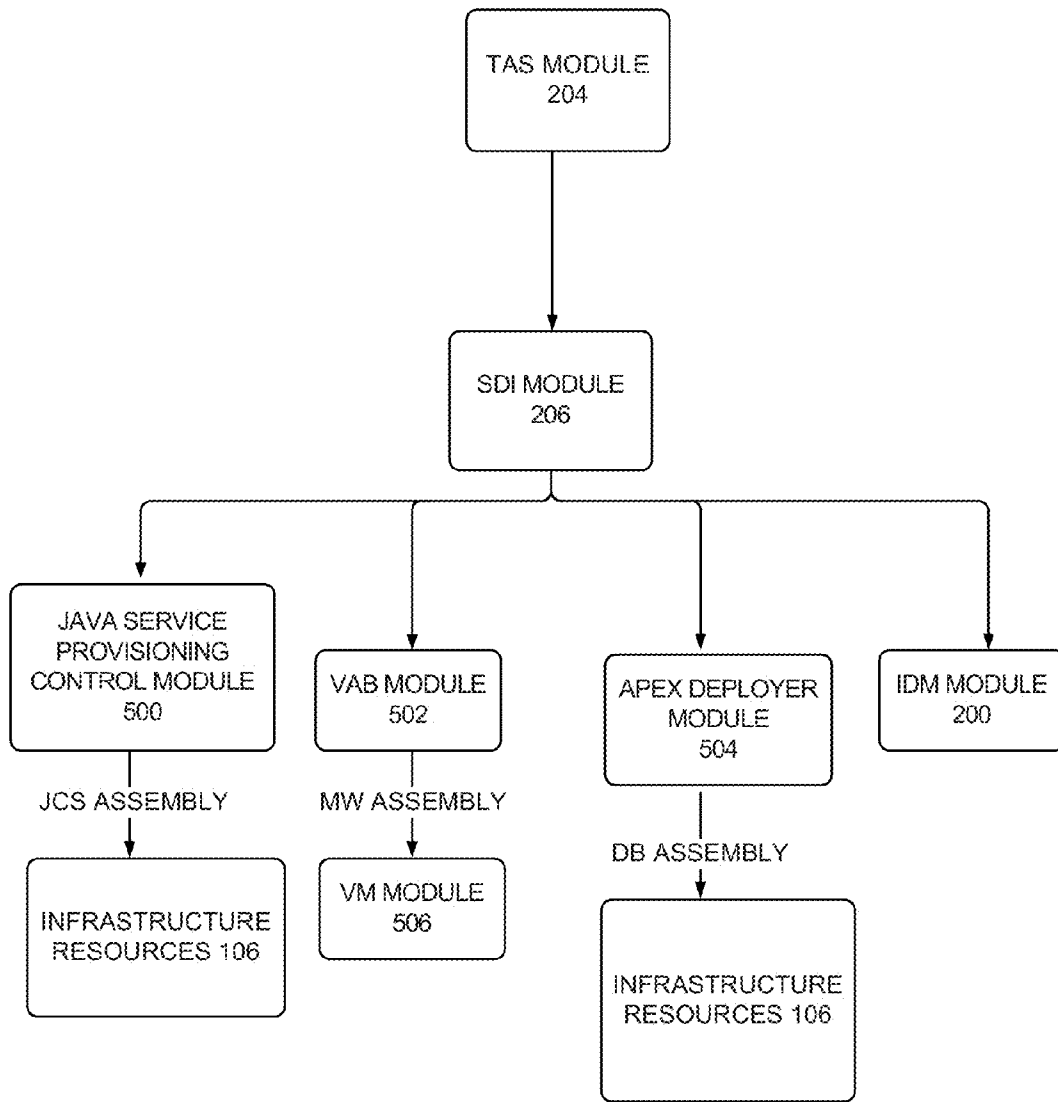 TAS MODULE
204
SDI MODULE
206
JAVA SERVICE
PROVISIONING
CONTROL MODULE
500
VAB MODULE
502
APEX DEPLOYER
MODULE
504
IDM MODULE
200
JCS ASSEMBLY
MW ASSEMBLY
DB ASSEMBLY
INFRASTRUCTURE
RESOURCES 106
VM MODULE
506
INFRASTRUCTURE
RESOURCES 106